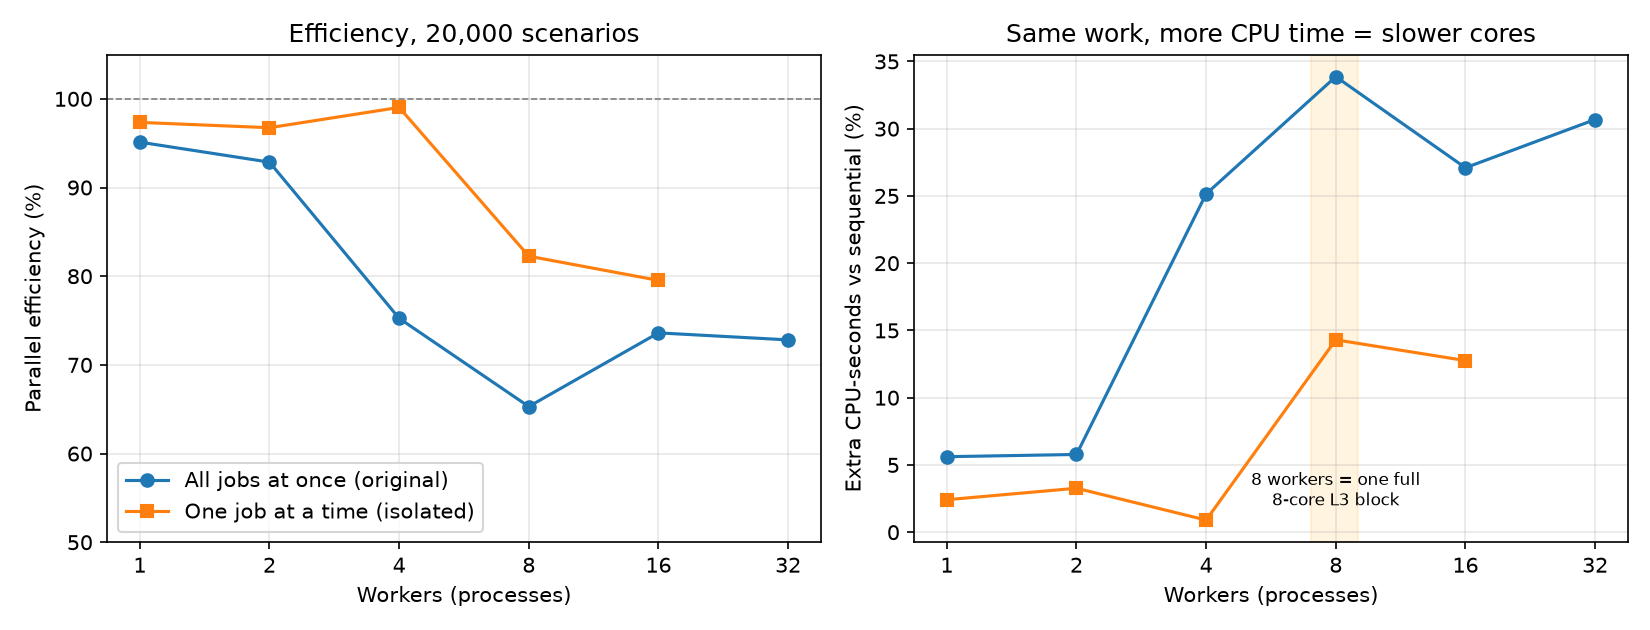 Efficiency, 20,000 scenarios
Parallel efficiency (%)
100
90
80
70
60
50
All jobs at once (original)
One job at a time (isolated)
1 2 4 8 16 32
Workers (processes)
Same work, more CPU time = slower cores
Extra CPU-seconds vs sequential (%)
35
30
25
20
15
10
5
0
8 workers = one full
8-core L3 block
1 2 4 8 16 32
Workers (processes)